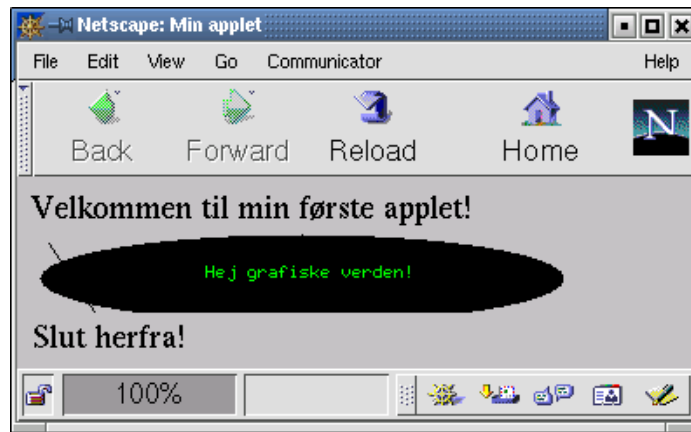 Netscape: Min applet
File Edit View Go Communicator Help
Back Forward Reload Home
N
Velkommen til min første applet!
Hej grafiske verden!
Slut herfra!
100%